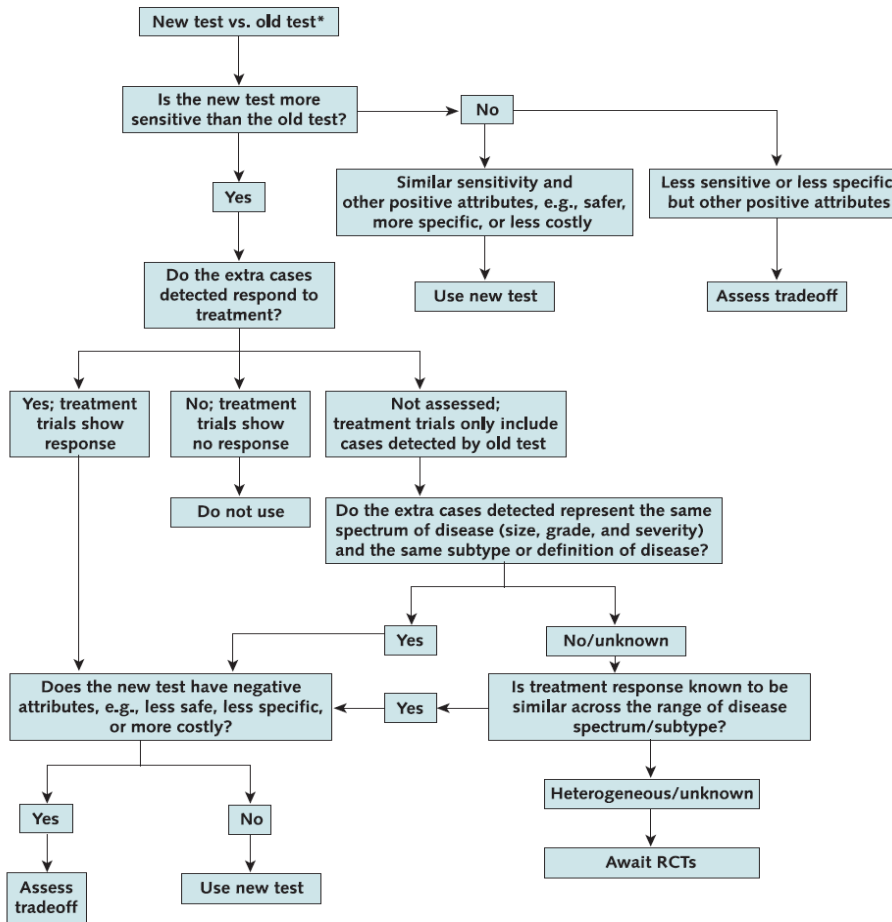 New test vs. old test*
Is the new test more
sensitive than the old test?
No
Yes
Similar sensitivity and
other positive attributes, e.g., safer,
more specific, or less costly
Less sensitive or less specific
but other positive attributes
Do the extra cases
detected respond to
treatment?
Use new test
Assess tradeoff
Yes; treatment
trials show
response
No; treatment
trials show
no response
Not assessed;
treatment trials only include
cases detected by old test
Do not use
Do the extra cases detected represent the same
spectrum of disease (size, grade, and severity)
and the same subtype or definition of disease?
Yes
No/unknown
Does the new test have negative
attributes, e.g., less safe, less specific,
or more costly?
Yes
Is treatment response known to be
similar across the range of disease
spectrum/subtype?
Yes
No
Heterogeneous/unknown
Assess
tradeoff
Use new test
Await RCTs